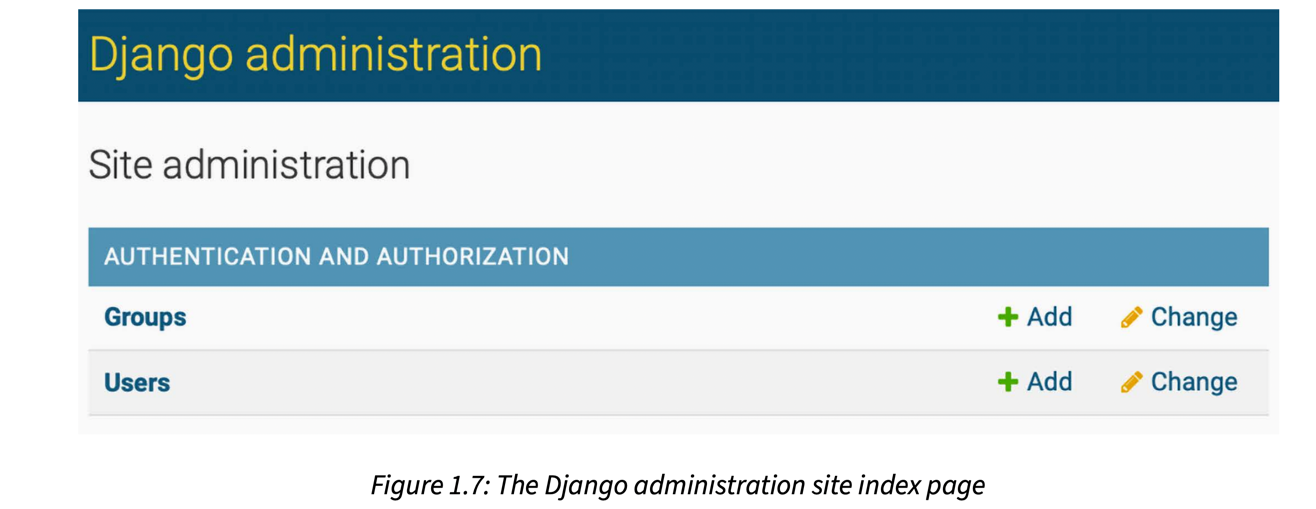 Django administration
Site administration
AUTHENTICATION AND AUTHORIZATION
Groups Add Change
Users Add Change
Figure 1.7: The Django administration site index page